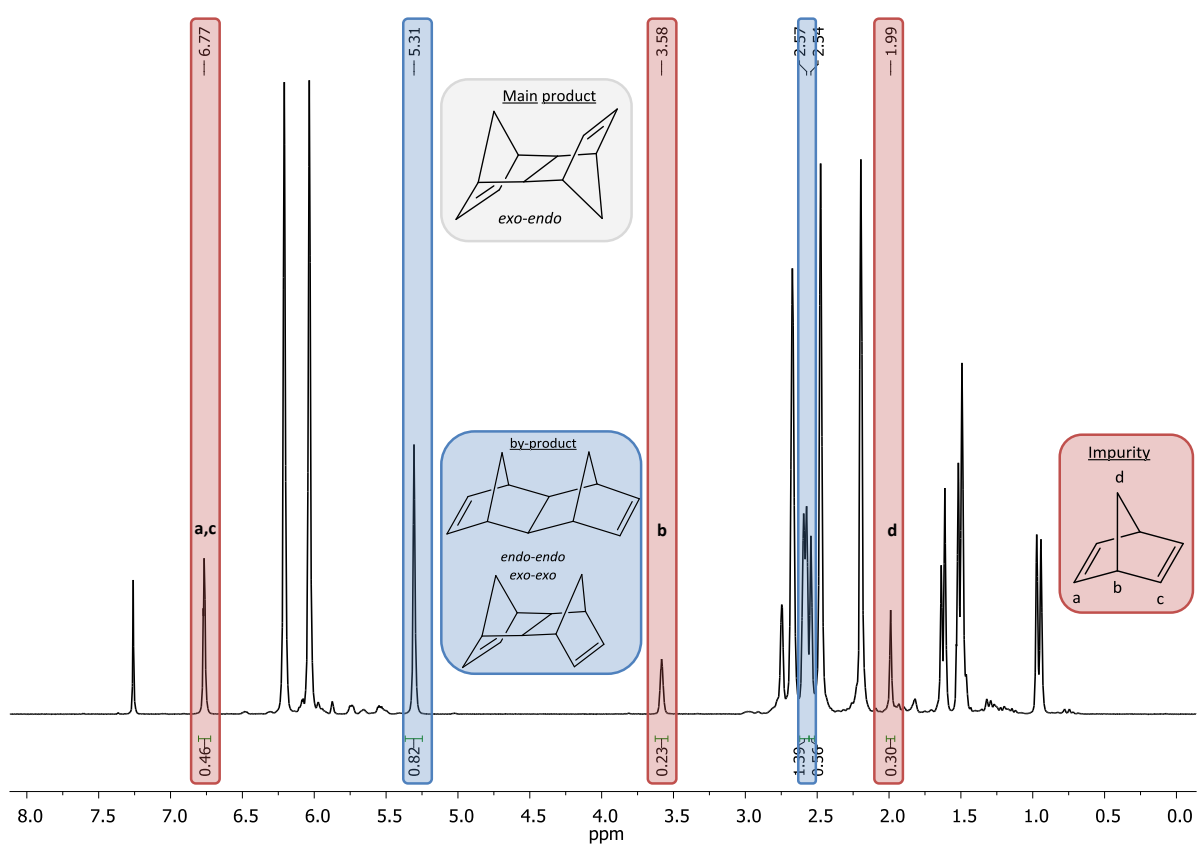 6.77
5.31
3.58
2.57
2.54
1.99
Main product
exo-endo
by-product
endo-endo
exo-exo
Impurity
d
a
b
c
a,c
b
d
0.46
0.82
0.23
1.39
0.56
0.30
8.0 7.5 7.0 6.5 6.0 5.5 5.0 4.5 4.0 3.5 3.0 2.5 2.0 1.5 1.0 0.5 0.0
ppm